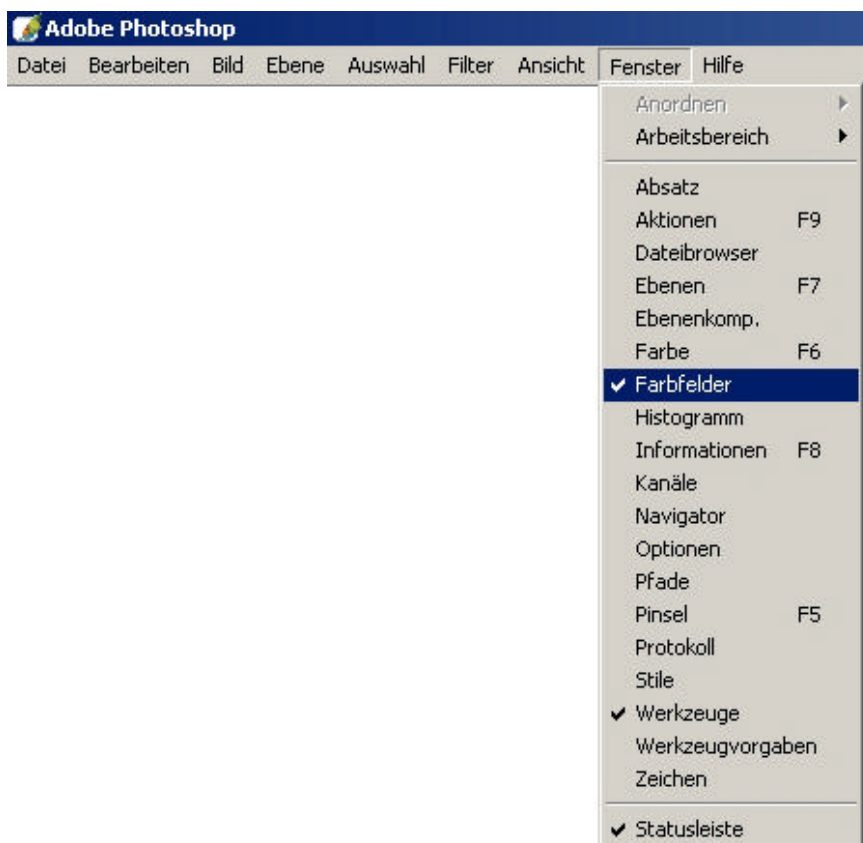 Adobe Photoshop
Datei Bearbeiten Bild Ebene Auswahl Filter Ansicht Fenster Hilfe
Anordnen
Arbeitsbereich
Absatz
Aktionen F9
Dateibrowser
Ebenen F7
Ebenenkomp.
Farbe F6
Farbfelder
Histogramm
Informationen F8
Kanäle
Navigator
Optionen
Pfade
Pinsel F5
Protokoll
Stile
Werkzeuge
Werkzeugvorgaben
Zeichen
Statusleiste